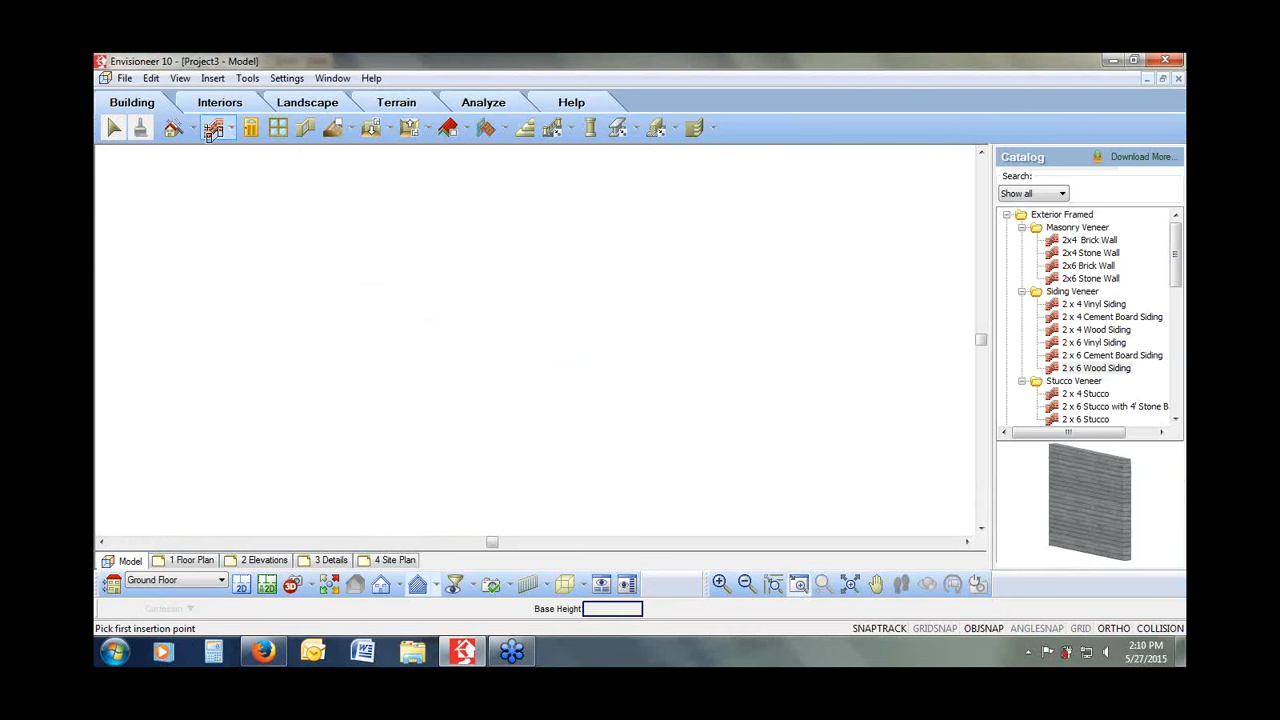 Envisioneer 10 - [Project3 - Model]
File Edit View Insert Tools Settings Window Help
Building Interiors Landscape Terrain Analyze Help
Catalog Download More...
Search:
Show all
Exterior Framed
Masonry Veneer
2x4 Brick Wall
2x4 Stone Wall
2x6 Brick Wall
2x6 Stone Wall
Siding Veneer
2 x 4 Vinyl Siding
2 x 4 Cement Board Siding
2 x 4 Wood Siding
2 x 6 Vinyl Siding
2 x 6 Cement Board Siding
2 x 6 Wood Siding
Stucco Veneer
2 x 4 Stucco
2 x 6 Stucco with 4' Stone B
2 x 6 Stucco
Model 1 Floor Plan 2 Elevations 3 Details 4 Site Plan
Ground Floor 2D 2D 3D
Cartesian Base Height
Pick first insertion point SNAPTRACK GRIDSNAP OBJSNAP ANGLESNAP GRID ORTHO COLLISION
2:10 PM
5/27/2015